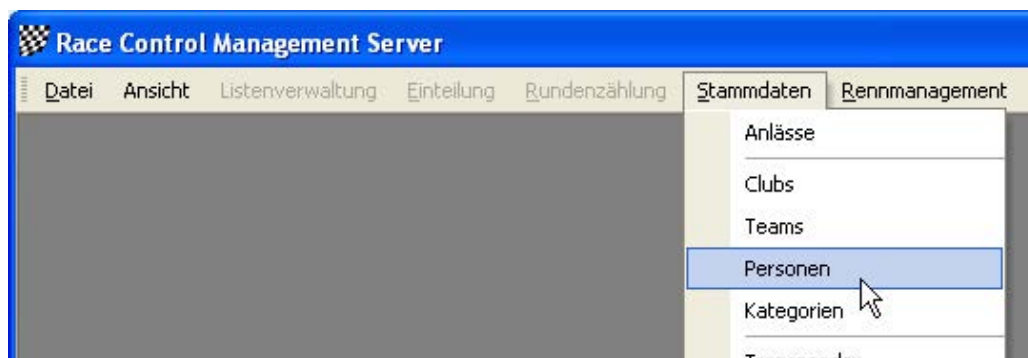 Race Control Management Server
Datei Ansicht Listenverwaltung Einteilung Rundenzählung Stammdaten Rennmanagement
Anlässe
Clubs
Teams
Personen
Kategorien